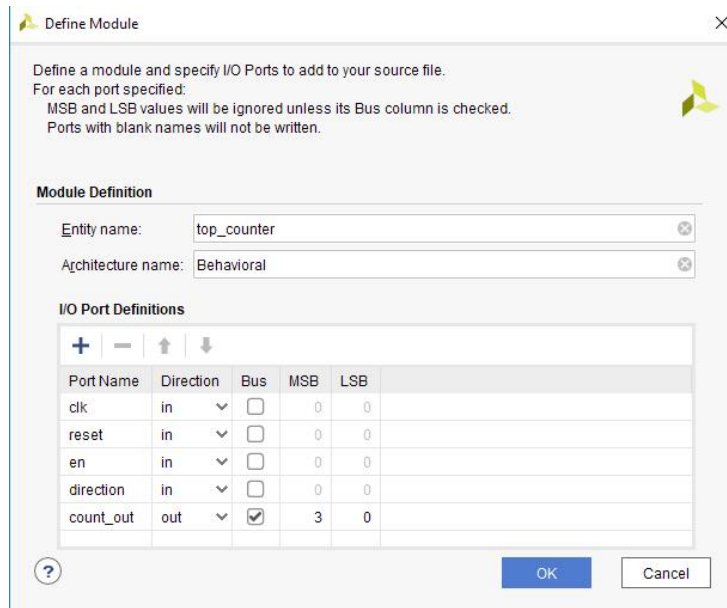 Define Module
Define a module and specify I/O Ports to add to your source file.
For each port specified:
MSB and LSB values will be ignored unless its Bus column is checked.
Ports with blank names will not be written.
Module Definition
Entity name: top_counter
Architecture name: Behavioral
I/O Port Definitions
Port Name Direction Bus MSB LSB
clk in 0 0
reset in 0 0
en in 0 0
direction in 0 0
count_out out 3 0
? OK Cancel